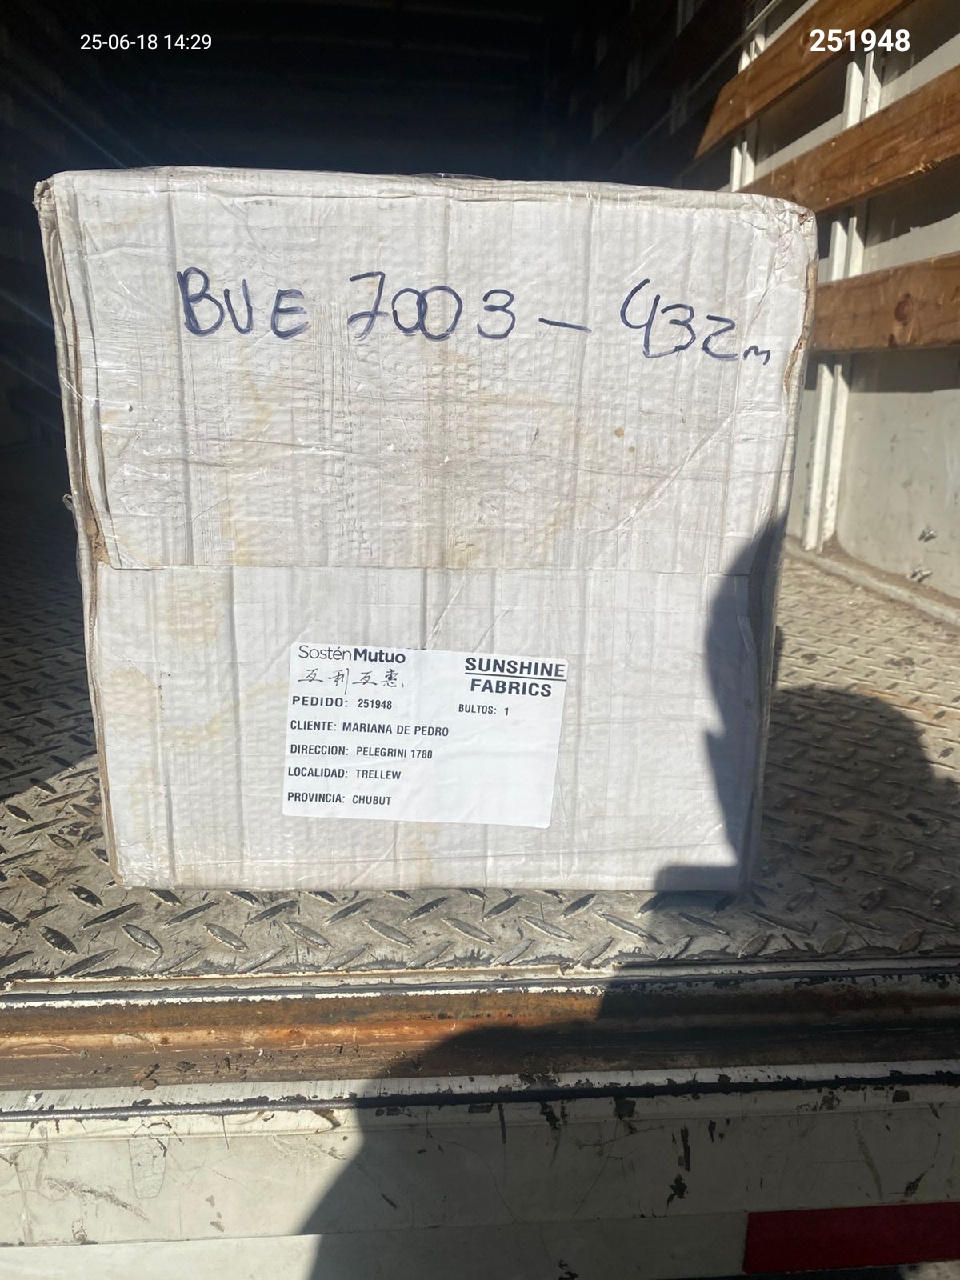 25-06-18 14:29
251948
BUE 7003 - 432m
SosténMutuo
互利互惠
SUNSHINE
FABRICS
PEDIDO: 251948
BULTOS: 1
CLIENTE: MARIANA DE PEDRO
DIRECCION: PELEGRINI 1780
LOCALIDAD: TRELLEW
PROVINCIA: CHUBUT